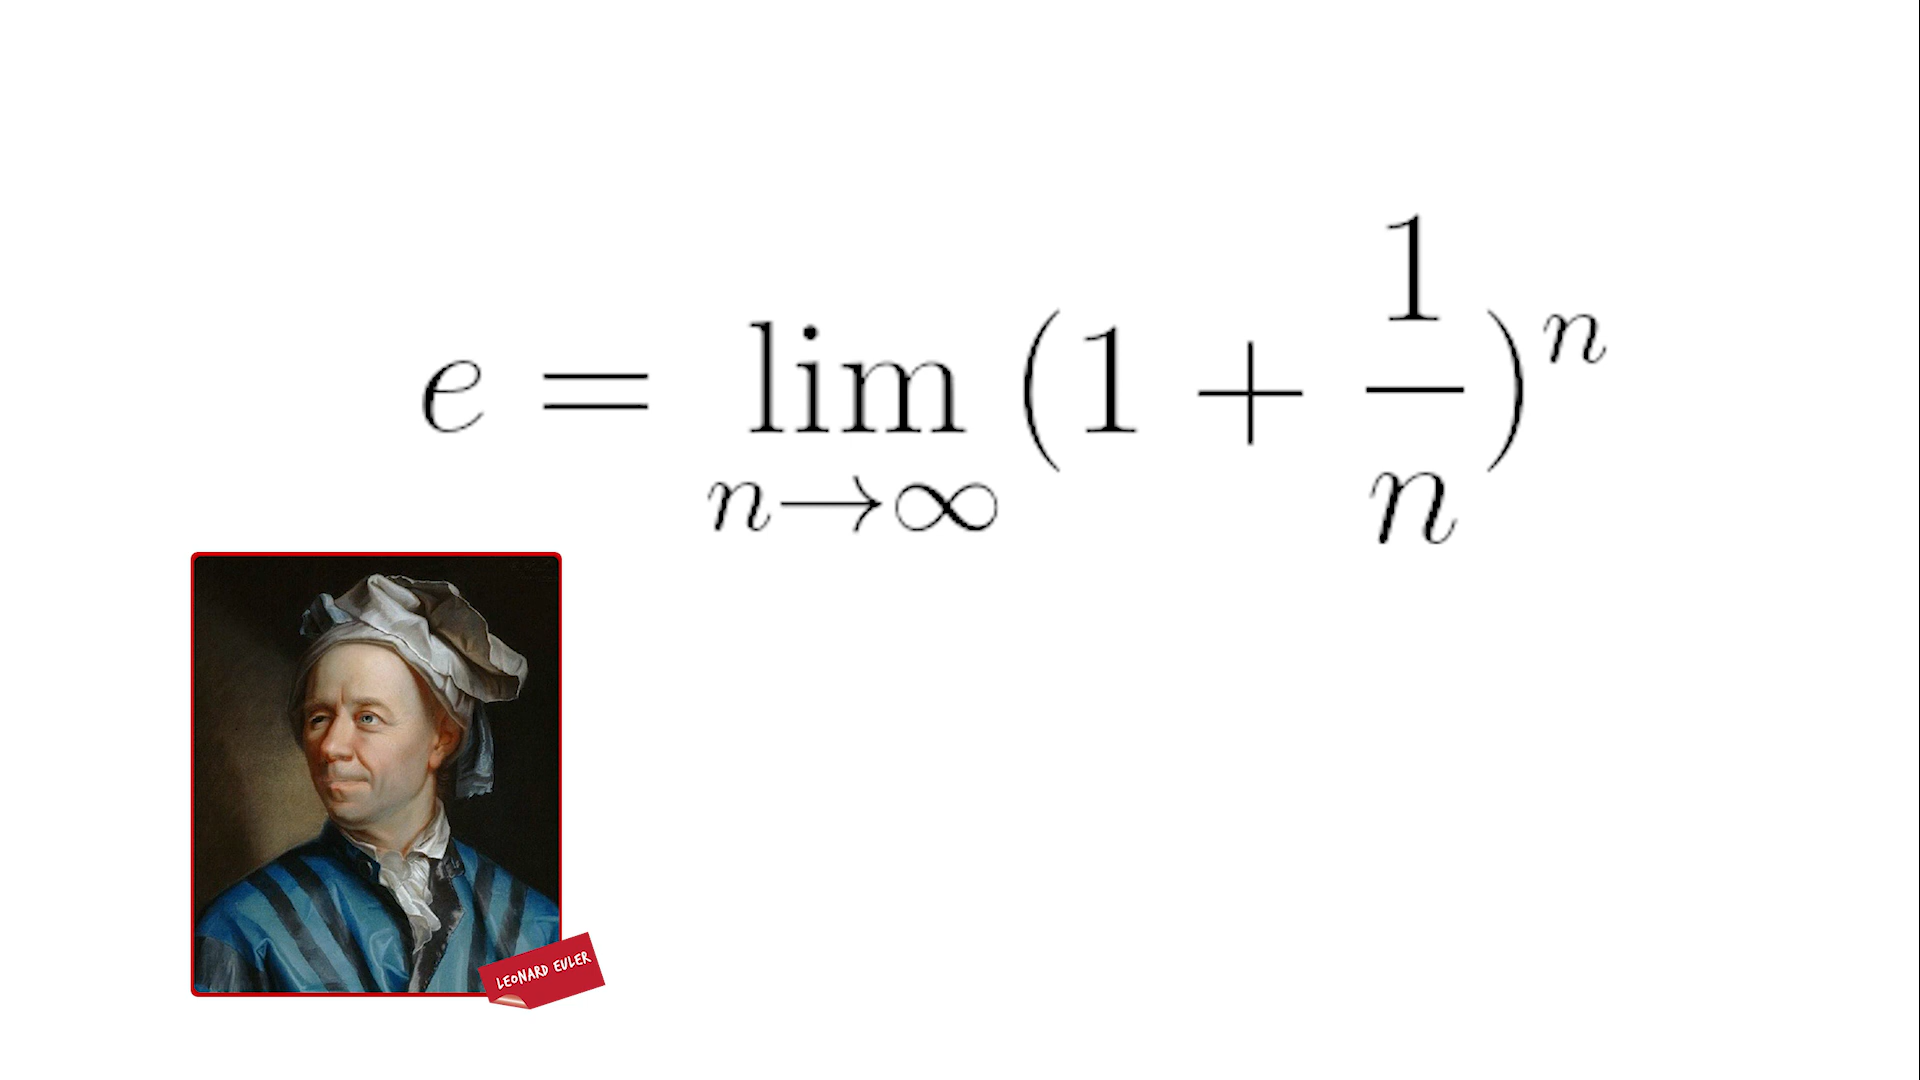 e = lim n→∞ (1 + 1/n)^n
LEONARD EULER